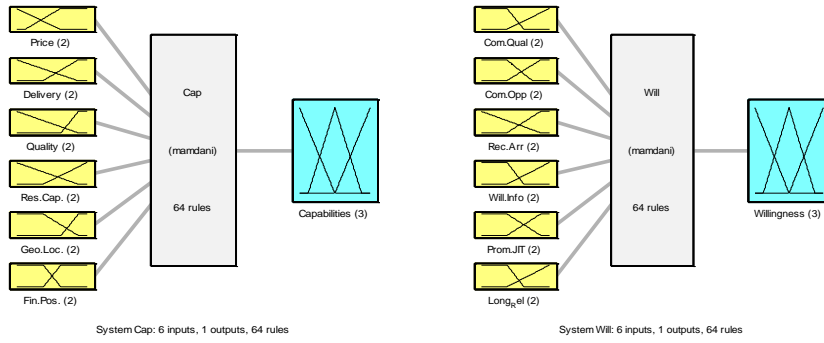 Price (2)
Delivery (2)
Quality (2)
Res.Cap. (2)
Geo.Loc. (2)
Fin.Pos. (2)
Cap
(mamdani)
64 rules
Capabilities (3)
System Cap: 6 inputs, 1 outputs, 64 rules
Com.Qual (2)
Com.Opp (2)
Rec.Arr (2)
Will.Info (2)
Prom.JIT (2)
Long_Rel (2)
Will
(mamdani)
64 rules
Willingness (3)
System Will: 6 inputs, 1 outputs, 64 rules